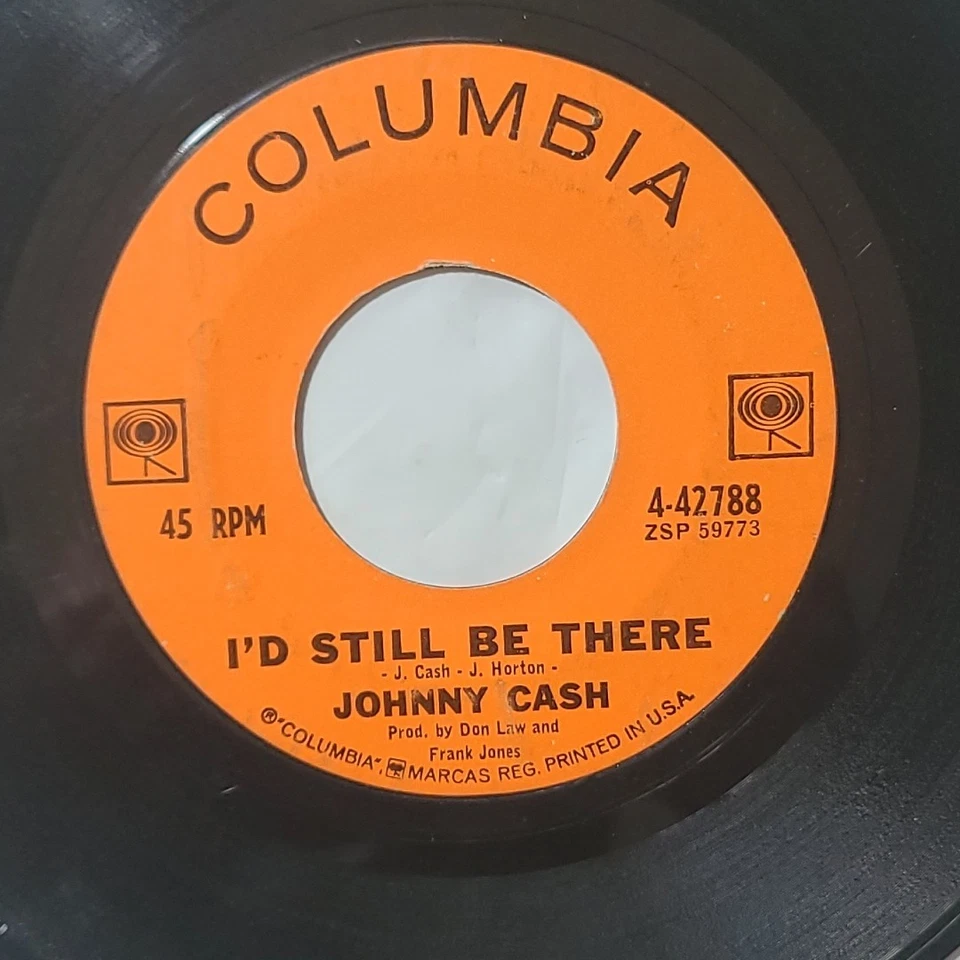 COLUMBIA
45 RPM
4-42788
ZSP 59773
I'D STILL BE THERE
- J. Cash - J. Horton -
JOHNNY CASH
Prod. by Don Law and
Frank Jones
®"COLUMBIA", MARCAS REG. PRINTED IN U.S.A.